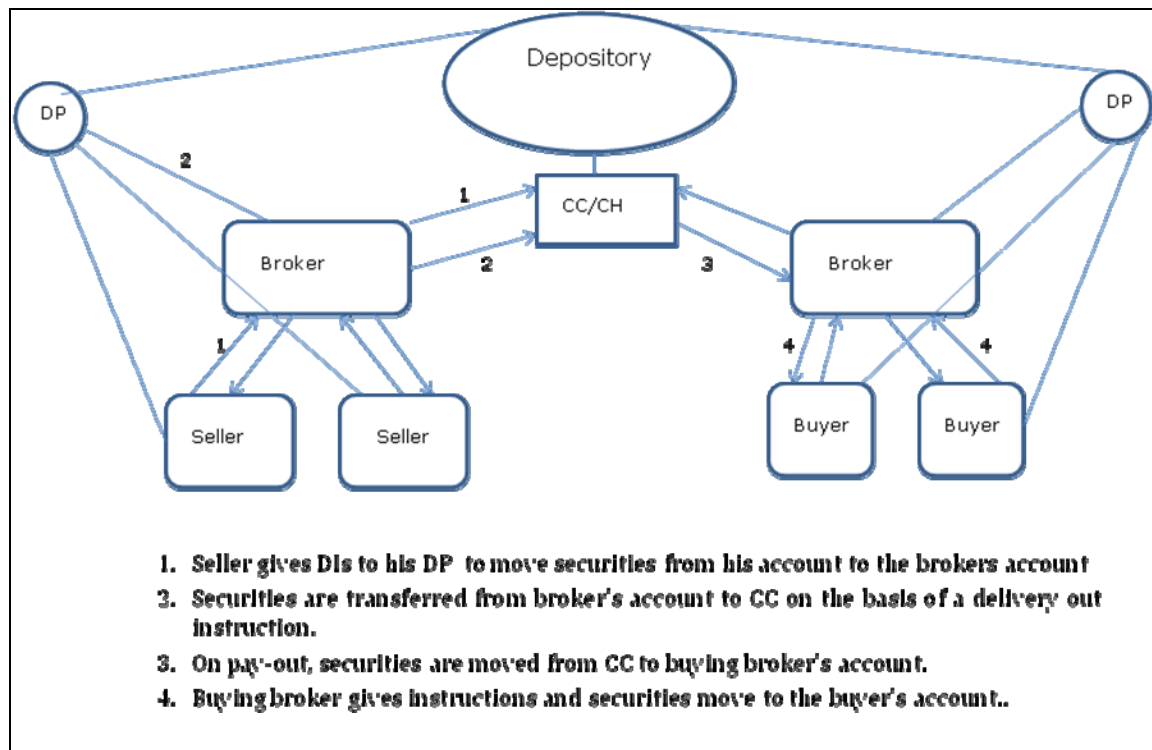 Depository
DP
DP
2
1
CC/CH
Broker
2
3
Broker
1
4
4
Seller
Seller
Buyer
Buyer
1. Seller gives DIs to his DP to move securities from his account to the brokers account
2. Securities are transferred from broker's account to CC on the basis of a delivery out
instruction.
3. On pay-out, securities are moved from CC to buying broker's account.
4. Buying broker gives instructions and securities move to the buyer's account..